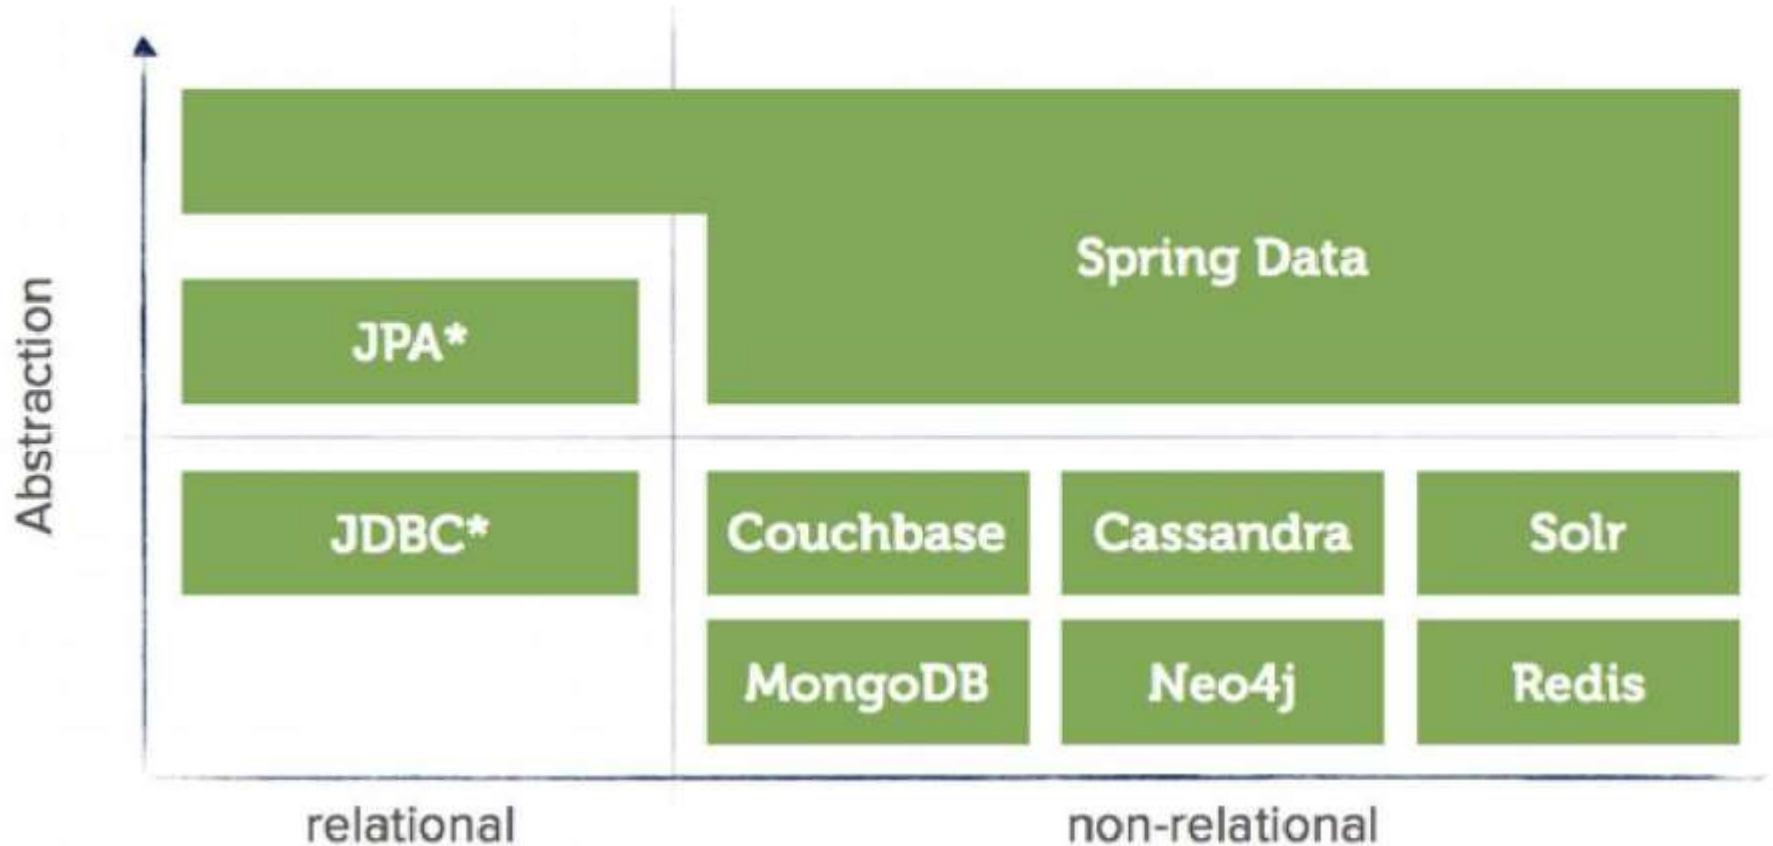 Abstraction
Spring Data
JPA*
JDBC*
Couchbase
Cassandra
Solr
MongoDB
Neo4j
Redis
relational
non-relational